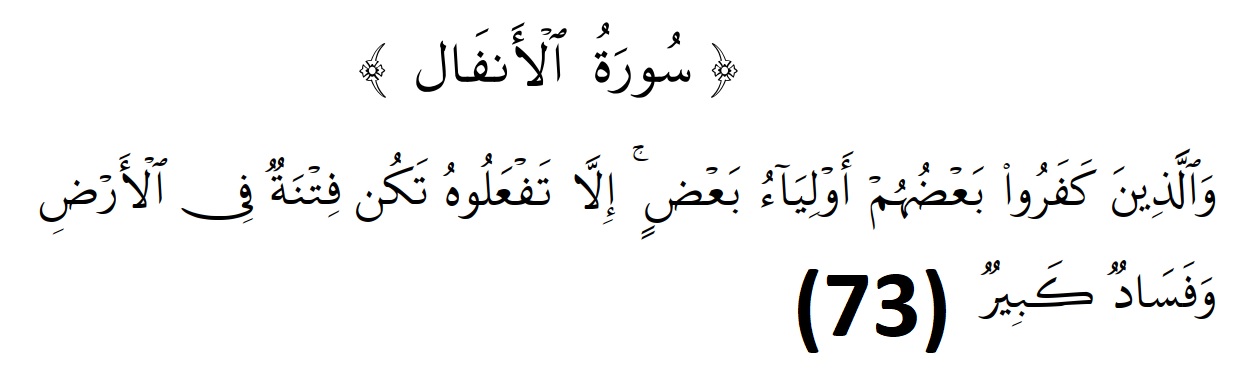 ﴿ سُورَةُ ٱلْأَنفَال ﴾
وَٱلَّذِينَ كَفَرُوا۟ بَعْضُهُمْ أَوْلِيَآءُ بَعْضٍ ۚ إِلَّا تَفْعَلُوهُ تَكُن فِتْنَةٌ فِى ٱلْأَرْضِ
وَفَسَادٌ كَبِيرٌ (73)